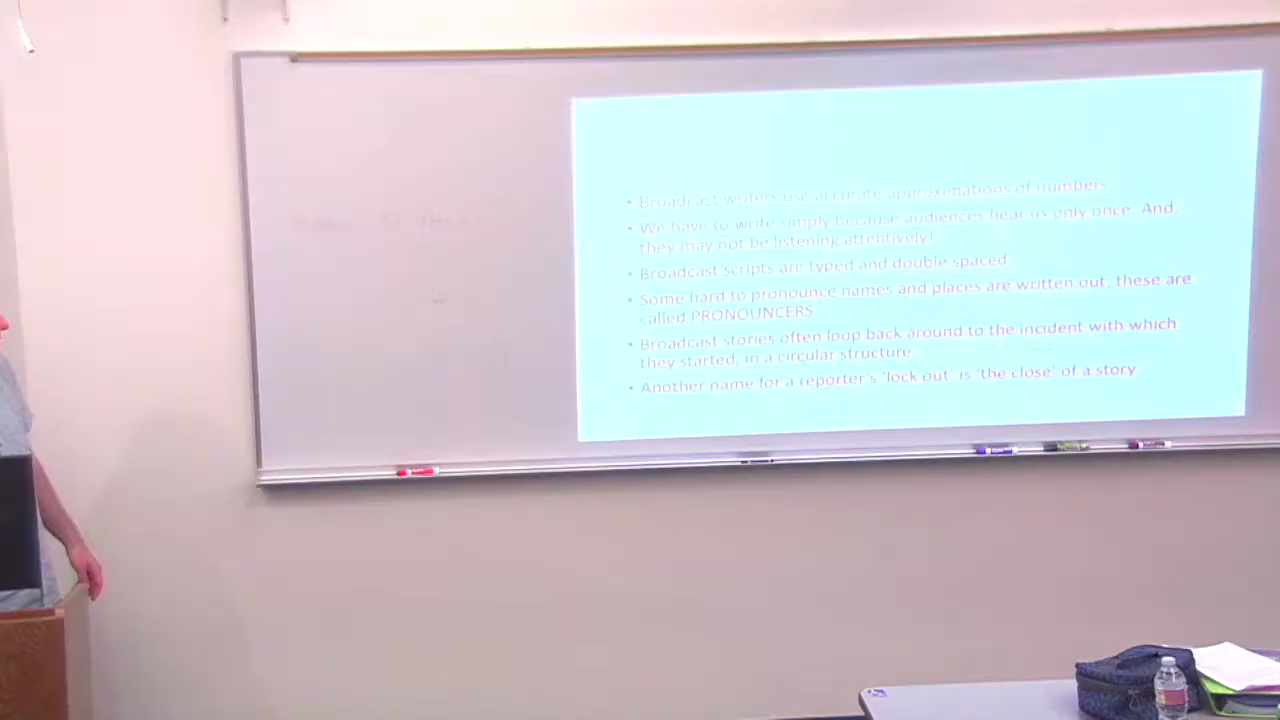 • Broadcast writers use accurate approximations of numbers
• We have to write simply because audiences hear us only once. And,
they may not be listening attentively!
• Broadcast scripts are typed and double spaced
• Some hard to pronounce names and places are written out; these are
called PRONOUNCERS
• Broadcast stories often loop back around to the incident with which
they started, in a circular structure.
• Another name for a reporter's 'lock out' is 'the close' of a story